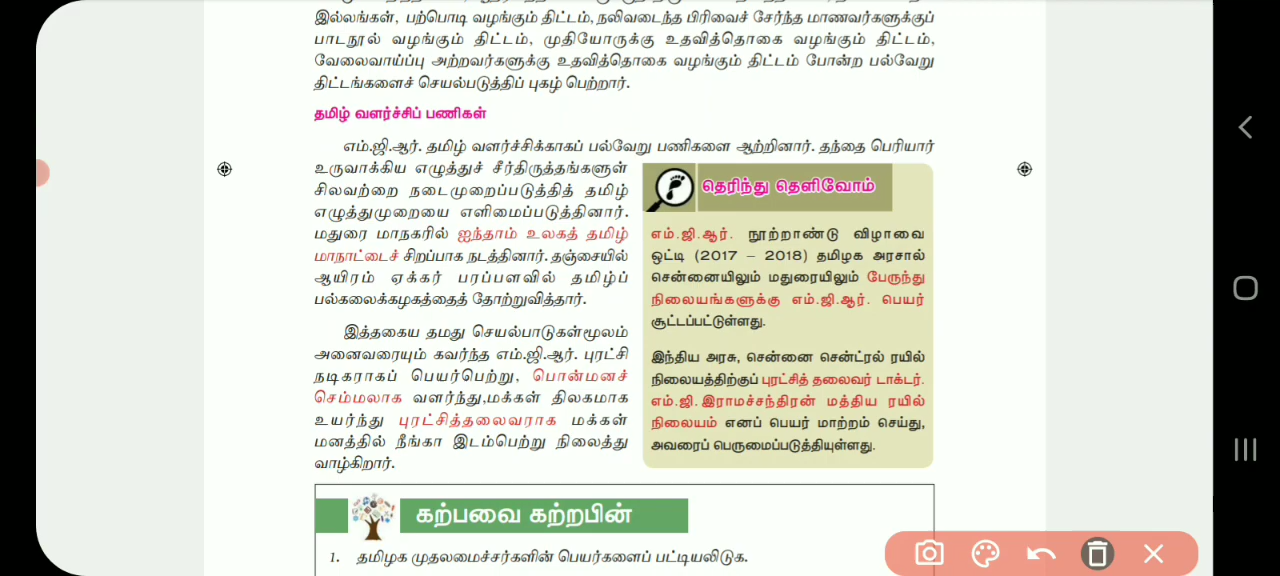 இல்லங்கள், பற்பொடி வழங்கும் திட்டம், நலிவடைந்த பிரிவைச் சேர்ந்த மாணவர்களுக்குப்
பாடநூல் வழங்கும் திட்டம், முதியோருக்கு உதவித்தொகை வழங்கும் திட்டம்,
வேலைவாய்ப்பு அற்றவர்களுக்கு உதவித்தொகை வழங்கும் திட்டம் போன்ற பல்வேறு
திட்டங்களைச் செயல்படுத்திப் புகழ் பெற்றார்.
தமிழ் வளர்ச்சிப் பணிகள்
எம்.ஜி.ஆர். தமிழ் வளர்ச்சிக்காகப் பல்வேறு பணிகளை ஆற்றினார். தந்தை பெரியார்
உருவாக்கிய எழுத்துச் சீர்திருத்தங்களுள்
சிலவற்றை நடைமுறைப்படுத்தித் தமிழ்
எழுத்துமுறையை எளிமைப்படுத்தினார்.
மதுரை மாநகரில் ஐந்தாம் உலகத் தமிழ்
மாநாட்டைச் சிறப்பாக நடத்தினார். தஞ்சையில்
ஆயிரம் ஏக்கர் பரப்பளவில் தமிழ்ப்
பல்கலைக்கழகத்தைத் தோற்றுவித்தார்.
இத்தகைய தமது செயல்பாடுகள்மூலம்
அனைவரையும் கவர்ந்த எம்.ஜி.ஆர். புரட்சி
நடிகராகப் பெயர்பெற்று, பொன்மனச்
செம்மலாக வளர்ந்து,மக்கள் திலகமாக
உயர்ந்து புரட்சித்தலைவராக மக்கள்
மனத்தில் நீங்கா இடம்பெற்று நிலைத்து
வாழ்கிறார்.
தெரிந்து தெளிவோம்
எம்.ஜி.ஆர். நூற்றாண்டு விழாவை
ஒட்டி (2017 – 2018) தமிழக அரசால்
சென்னையிலும் மதுரையிலும் பேருந்து
நிலையங்களுக்கு எம்.ஜி.ஆர். பெயர்
சூட்டப்பட்டுள்ளது.
இந்திய அரசு, சென்னை சென்ட்ரல் ரயில்
நிலையத்திற்குப் புரட்சித் தலைவர் டாக்டர்.
எம்.ஜி.இராமச்சந்திரன் மத்திய ரயில்
நிலையம் எனப் பெயர் மாற்றம் செய்து,
அவரைப் பெருமைப்படுத்தியுள்ளது.
கற்பவை கற்றபின்
1. தமிழக முதலமைச்சர்களின் பெயர்களைப் பட்டியலிடுக.